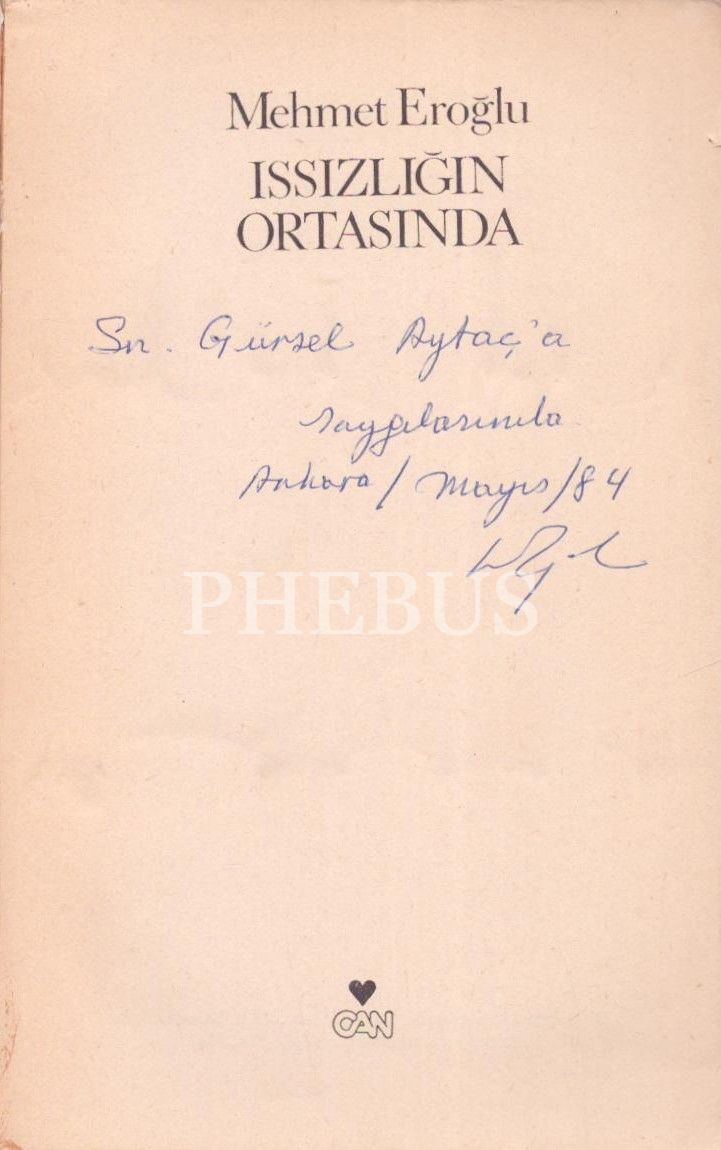 Mehmet Eroğlu
ISSIZLIĞIN
ORTASINDA
Sn. Gürsel Aytaç'a
saygılarımla
Ankara / Mayıs / 84
PHEBUS
CAN